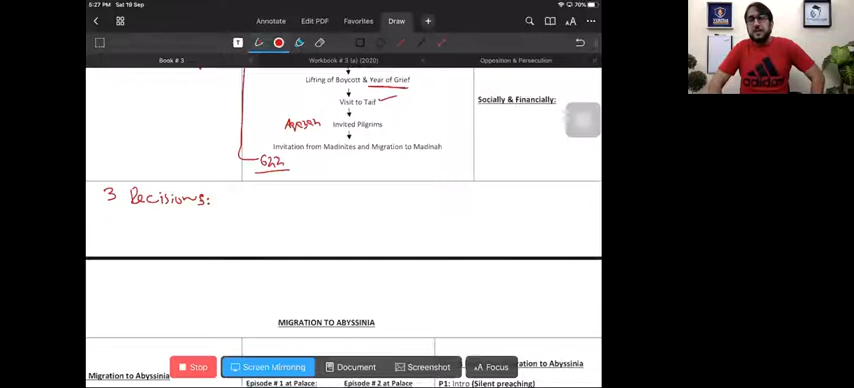 5:27 PM Sat 19 Sep
70%
Annotate Edit PDF Favorites Draw
AA
T
Book # 3 Workbook # 3 (a) (2020) Opposition & Persecution
Lifting of Boycott & Year of Grief
Visit to Taif
Socially & Financially:
Invited Pilgrims
Invitation from Madinites and Migration to Madinah
622
3 Decisions:
MIGRATION TO ABYSSINIA
Stop Screen Mirroring Document Screenshot Focus
Migration to Abyssinia
Abyssinia
Episode # 1 at Palace: Episode # 2 at Palace P1: Intro (Silent preaching)
adidas